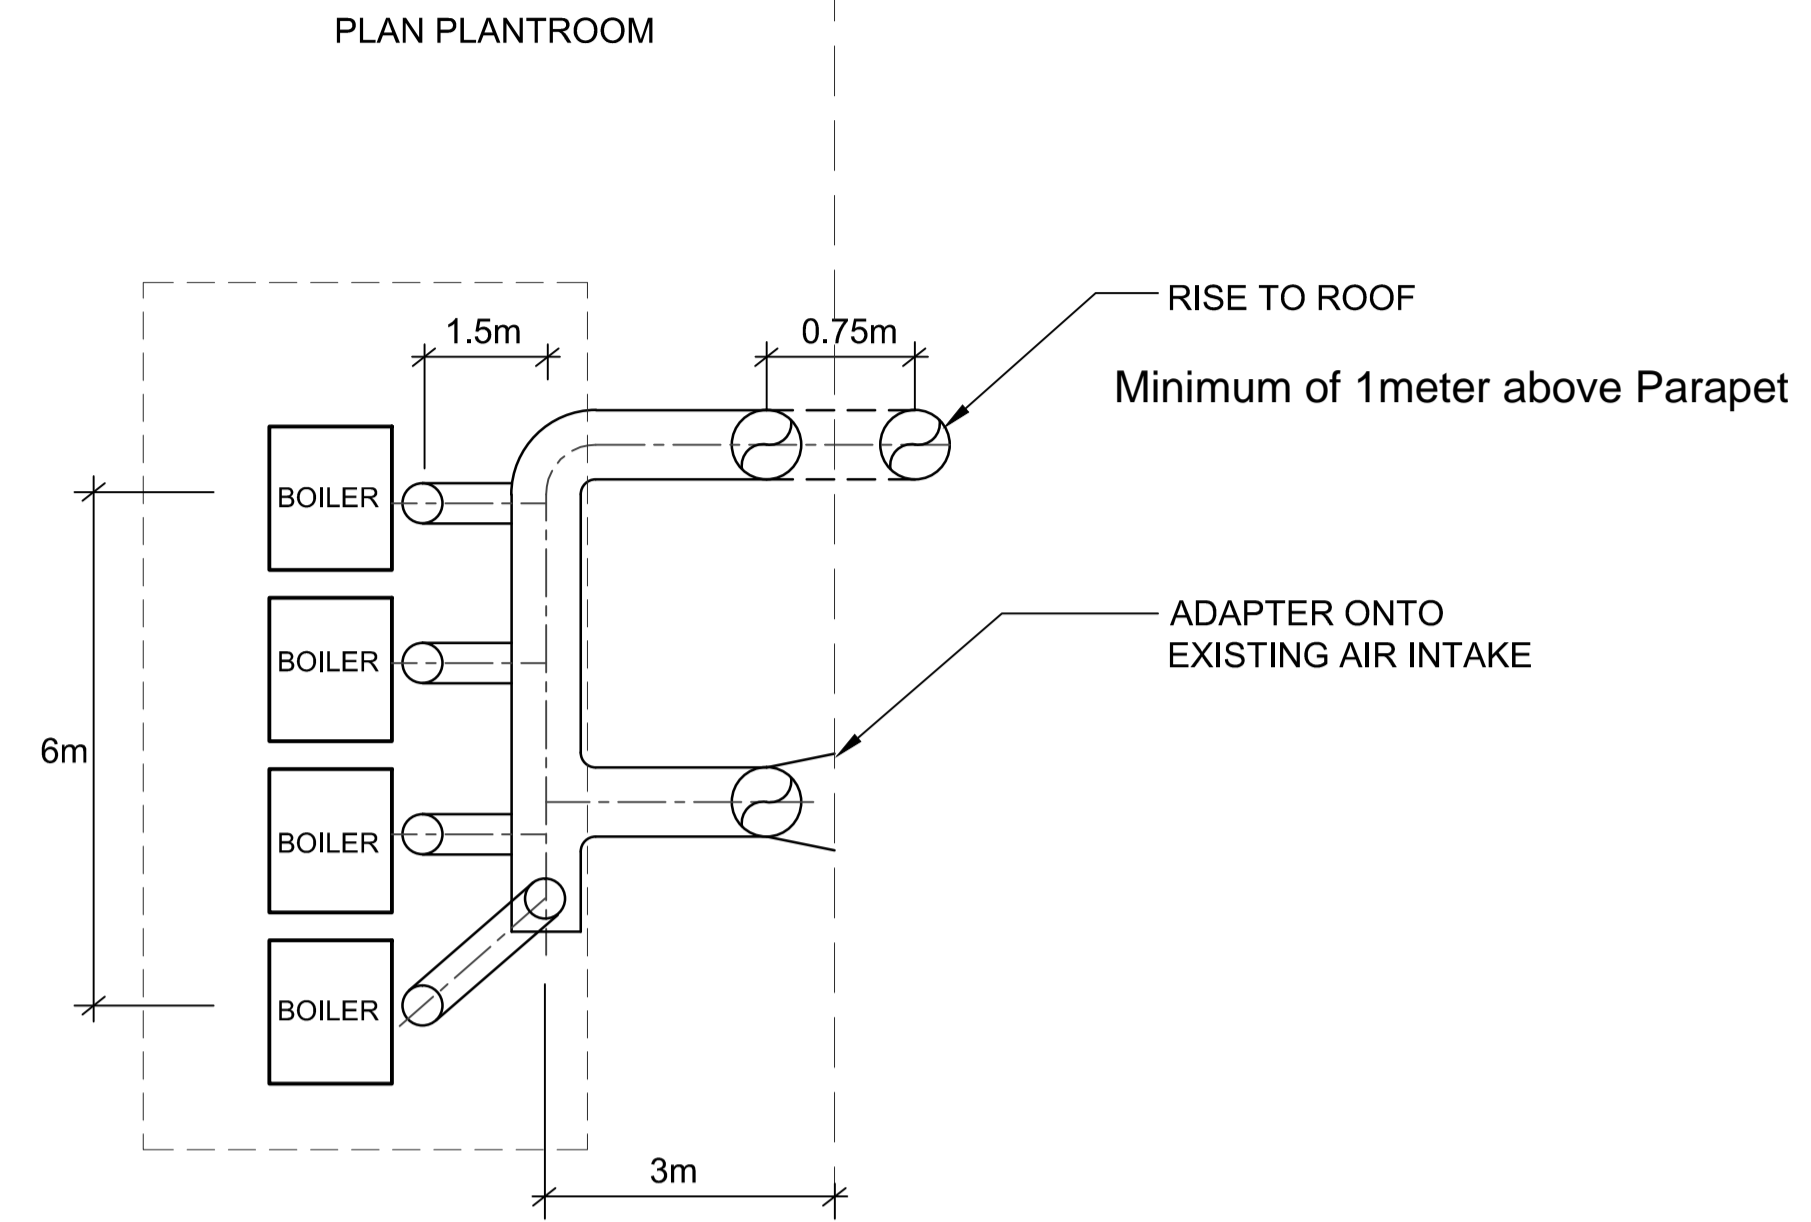 PLAN PLANTROOM
RISE TO ROOF
1.5m
0.75m
Minimum of 1meter above Parapet
BOILER
ADAPTER ONTO
EXISTING AIR INTAKE
BOILER
6m
BOILER
BOILER
3m